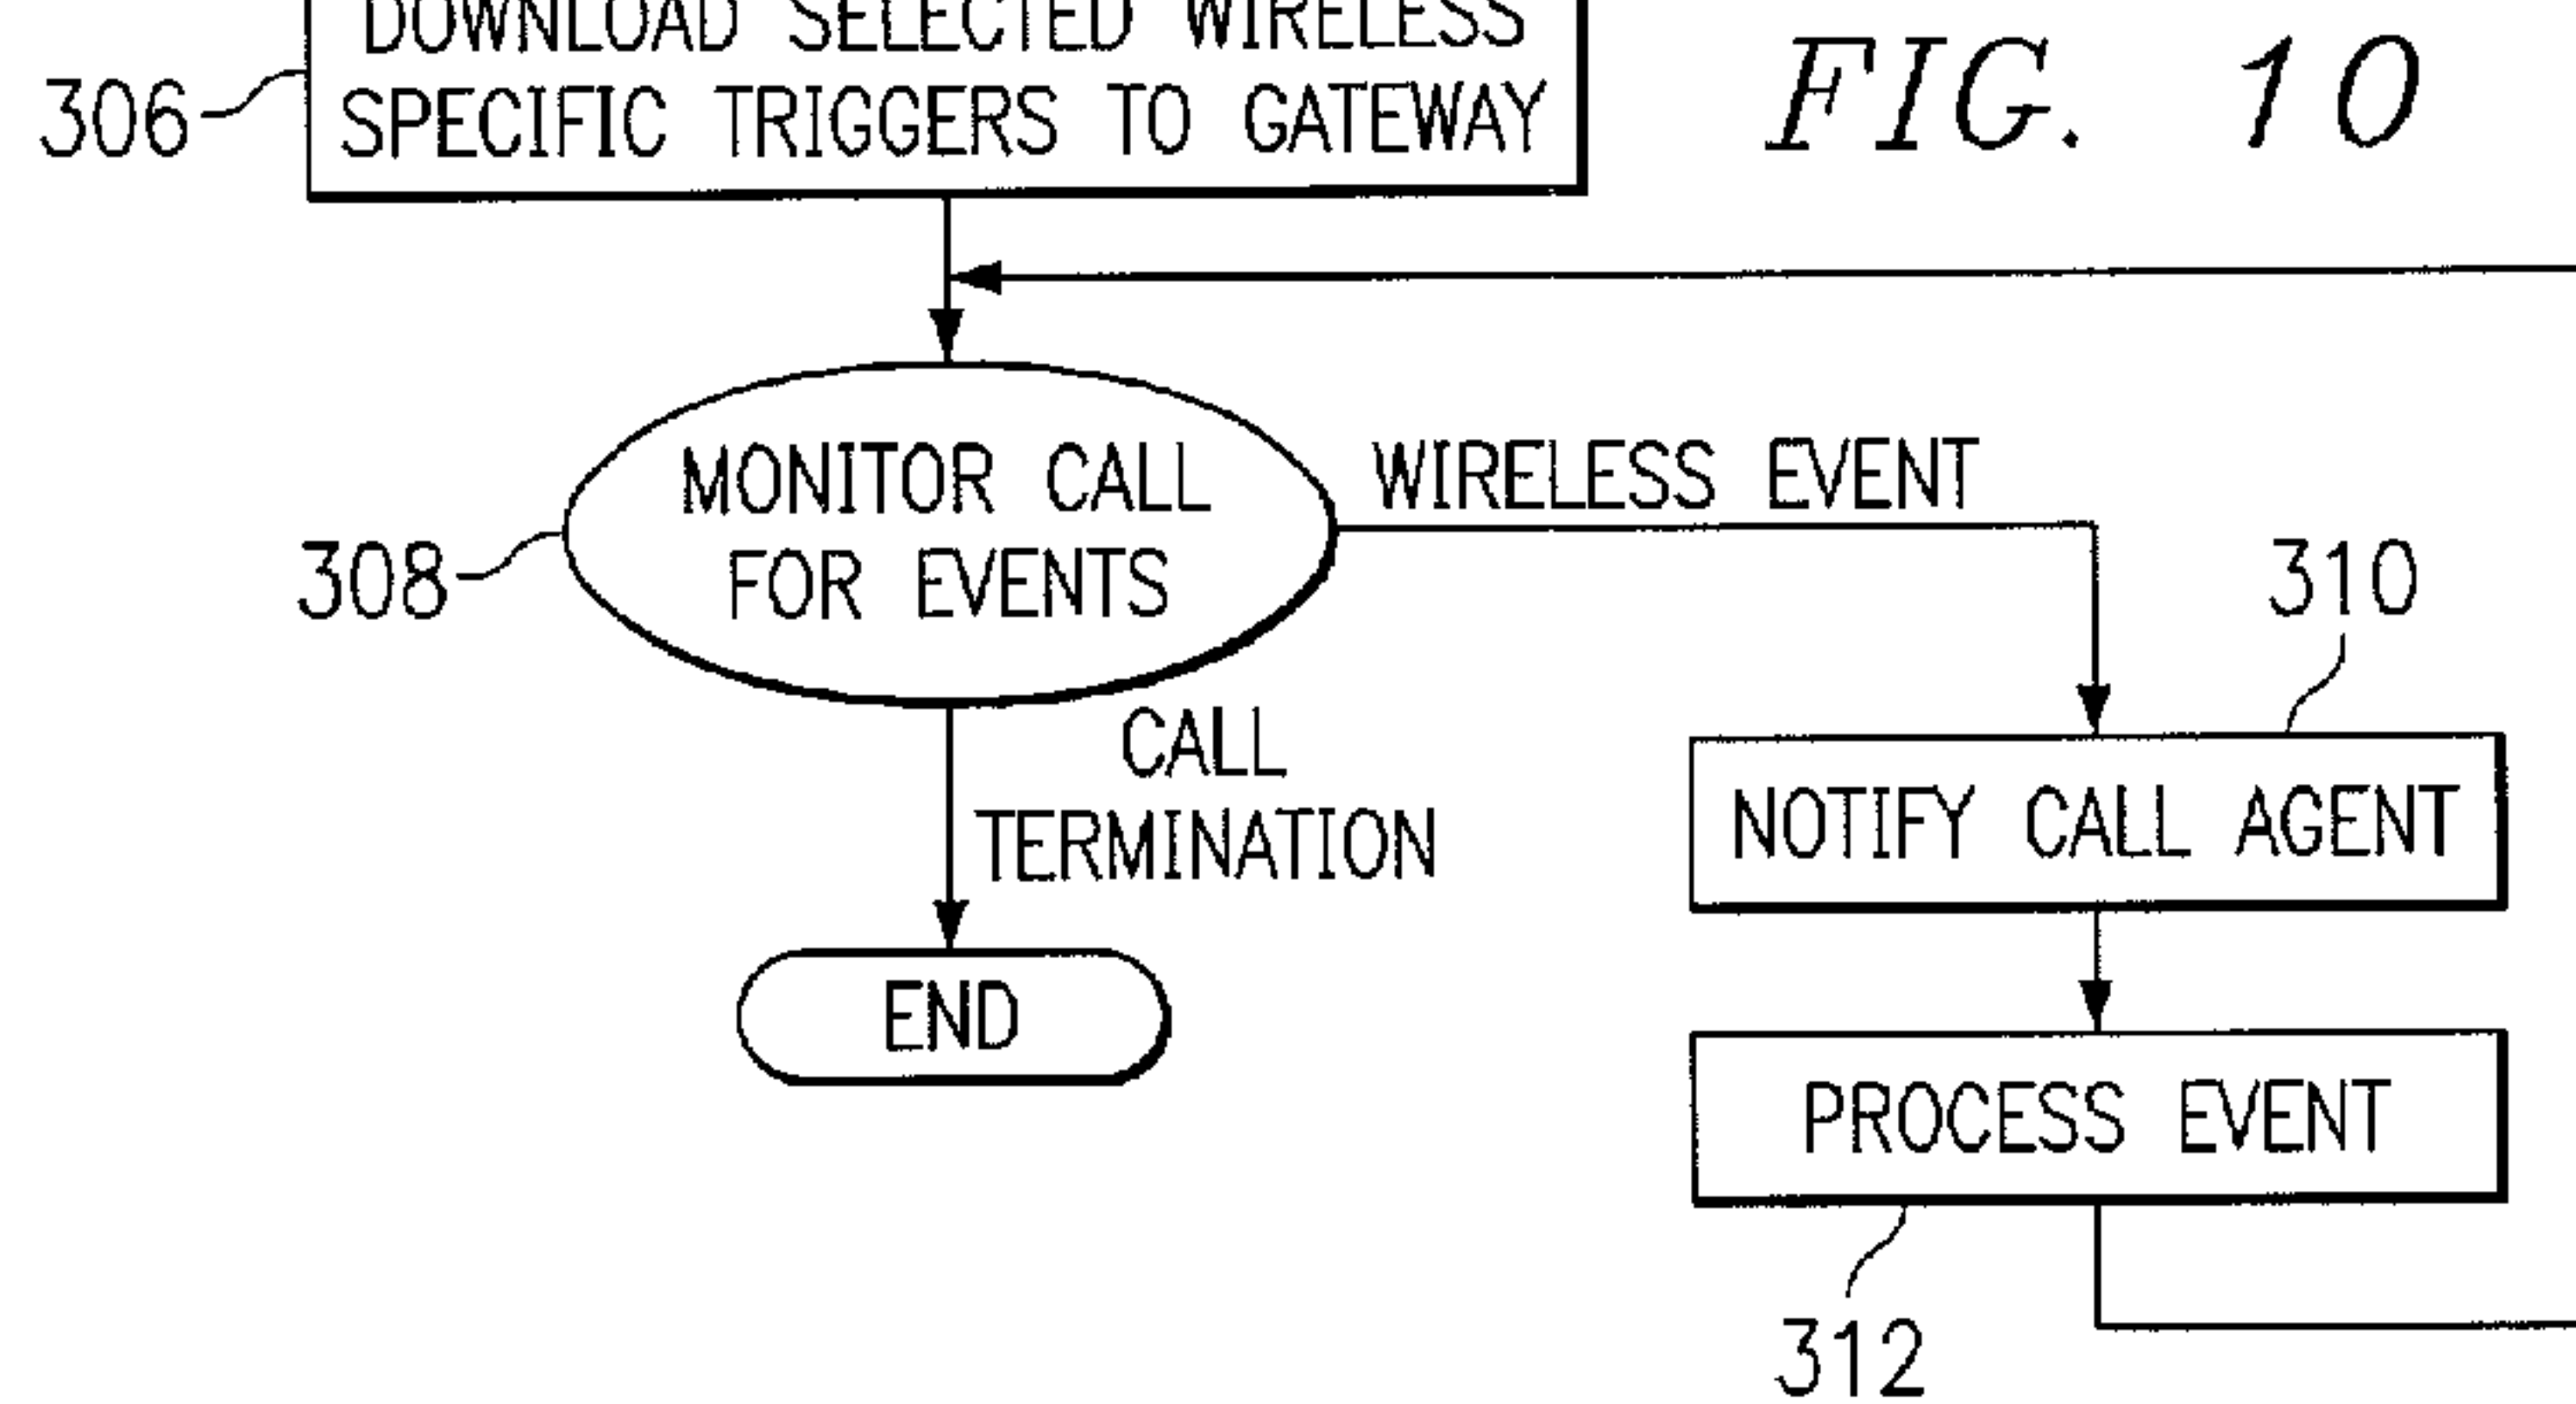 DOWNLOAD SELECTED WIRELESS
SPECIFIC TRIGGERS TO GATEWAY
306
FIG. 10
MONITOR CALL
FOR EVENTS
308
WIRELESS EVENT
310
CALL
TERMINATION
NOTIFY CALL AGENT
END
PROCESS EVENT
312